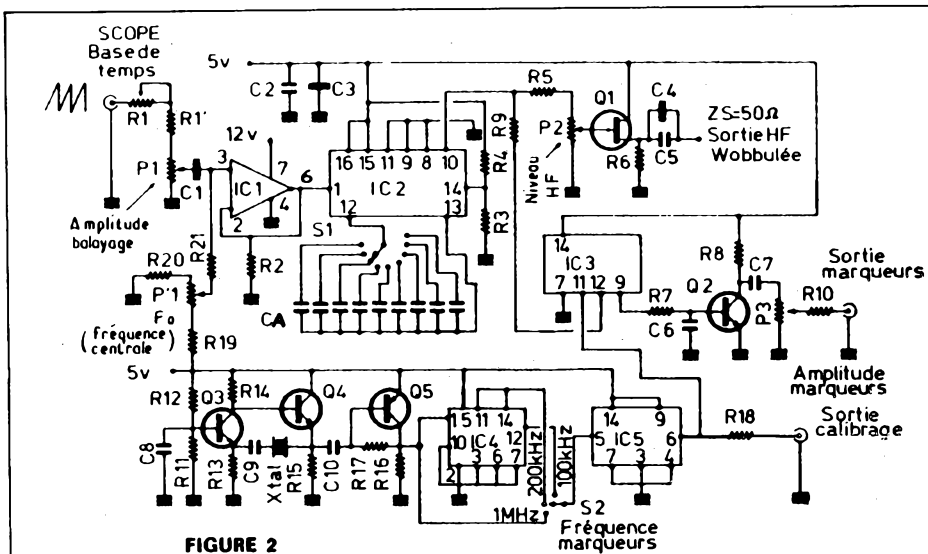 SCOPE
Base de
temps
R1
R1'
P1
Amplitude
balayage
C1
12v
3
7
IC1
6
4
2
R2
R21
R20
P'1
Fo
(fréquence
centrale)
R19
5v
C2
C3
16 15 11 9 8 10
1
IC2
14
12
13
S1
CA
R4
R3
R9
R5
P2
Niveau
HF
Q1
R6
C4
C5
ZS=50Ω
Sortie HF
Wobbulée
14
IC3
7 11 12 9
R7
C6
Q2
R8
C7
P3
R10
Sortie
marqueurs
Amplitude
marqueurs
5v
R12
C8
R11
Q3
R14
R13
C9
Xtal
Q4
R15
C10
Q5
R17
R16
1 5 11 14
10
IC4
12
2
3 6 7
200kHz
100kHz
1MHz
S2
Fréquence
marqueurs
14 9
5
IC5
6
7 3 4
R18
Sortie
calibrage
FIGURE 2